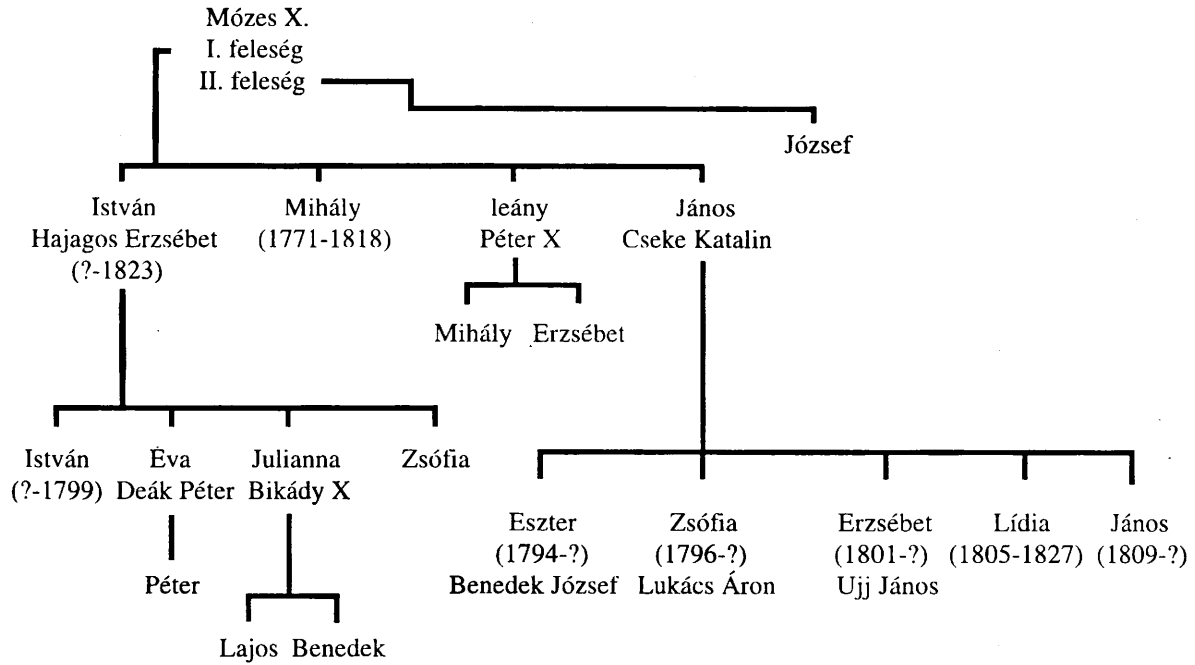 Mózes X.
I. feleség
II. feleség
József
István Mihály leány János
Hajagos Erzsébet (1771-1818) Péter X Cseke Katalin
(?-1823)
Mihály Erzsébet
István Éva Julianna Zsófia
(?-1799) Deák Péter Bikády X
Eszter Zsófia Erzsébet Lídia János
(1794-?) (1796-?) (1801-?) (1805-1827) (1809-?)
Péter Benedek József Lukács Áron Ujj János
Lajos Benedek